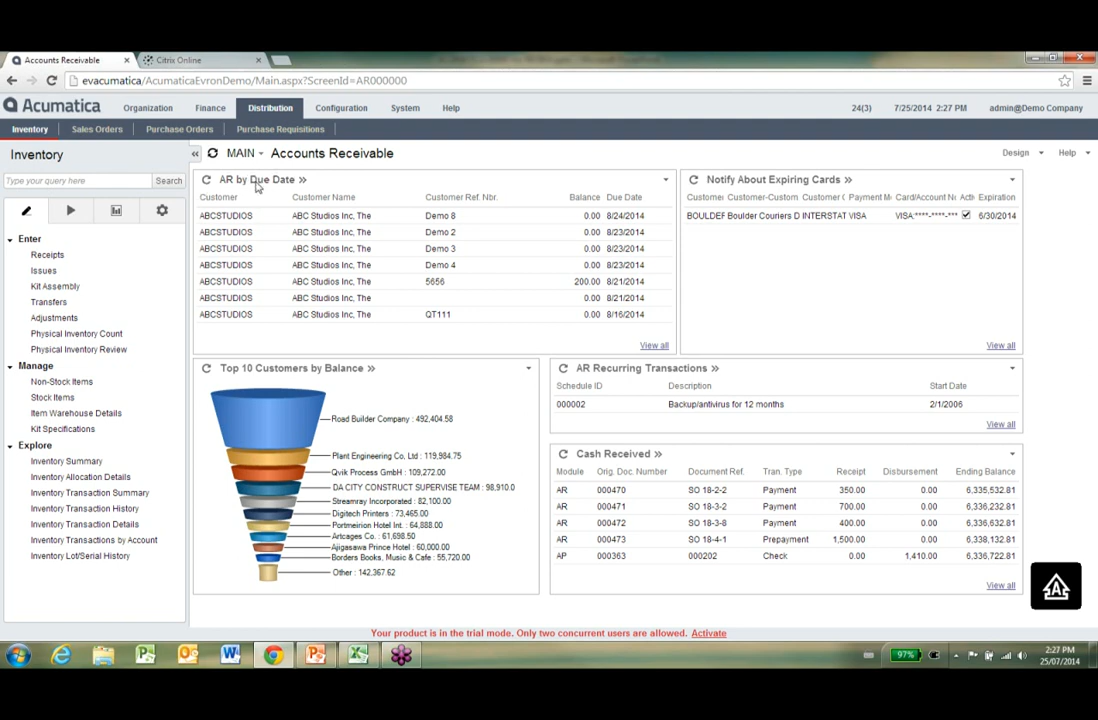 Accounts Receivable
Citrix Online
evacumatica/AcumaticaEvronDemo/Main.aspx?ScreenId=AR000000
Acumatica Organization Finance Distribution Configuration System Help 24(3) 7/25/2014 2:27 PM admin@Demo Company
Inventory Sales Orders Purchase Orders Purchase Requisitions
Inventory
MAIN Accounts Receivable Design Help
Type your query here Search
Enter
Receipts
Issues
Kit Assembly
Transfers
Adjustments
Physical Inventory Count
Physical Inventory Review
Manage
Non-Stock Items
Stock Items
Item Warehouse Details
Kit Specifications
Explore
Inventory Summary
Inventory Allocation Details
Inventory Transaction Summary
Inventory Transaction History
Inventory Transaction Details
Inventory Transactions by Account
Inventory Lot/Serial History
AR by Due Date »
Customer Customer Name Customer Ref. Nbr. Balance Due Date
ABCSTUDIOS ABC Studios Inc, The Demo 8 0.00 8/24/2014
ABCSTUDIOS ABC Studios Inc, The Demo 2 0.00 8/23/2014
ABCSTUDIOS ABC Studios Inc, The Demo 3 0.00 8/23/2014
ABCSTUDIOS ABC Studios Inc, The Demo 4 0.00 8/23/2014
ABCSTUDIOS ABC Studios Inc, The 5656 200.00 8/21/2014
ABCSTUDIOS ABC Studios Inc, The 0.00 8/21/2014
ABCSTUDIOS ABC Studios Inc, The QT111 0.00 8/16/2014
View all
Notify About Expiring Cards »
Customer Customer-Custom Customer C Payment M Card/Account N Acti Expiration
BOULDEF Boulder Couriers D INTERSTAT VISA VISA:****-****-*** 6/30/2014
View all
Top 10 Customers by Balance »
Road Builder Company : 492,404.58
Plant Engineering Co. Ltd : 119,984.75
Qvik Process GmbH : 109,272.00
DA CITY CONSTRUCT SUPERVISE TEAM : 98,910.0
Streamray Incorporated : 82,100.00
Digitech Printers : 73,465.00
Portmeirion Hotel Int. : 64,888.00
Artcages Co. : 61,698.50
Ajigasawa Prince Hotel : 60,000.00
Borders Books, Music & Cafe : 55,720.00
Other : 142,367.62
AR Recurring Transactions »
Schedule ID Description Start Date
000002 Backup/antivirus for 12 months 2/1/2006
View all
Cash Received »
Module Orig. Doc. Number Document Ref. Tran. Type Receipt Disbursement Ending Balance
AR 000470 SO 18-2-2 Payment 350.00 0.00 6,335,532.81
AR 000471 SO 18-3-2 Payment 700.00 0.00 6,336,232.81
AR 000472 SO 18-3-8 Payment 400.00 0.00 6,336,632.81
AR 000473 SO 18-4-1 Prepayment 1,500.00 0.00 6,338,132.81
AP 000363 000202 Check 0.00 1,410.00 6,336,722.81
View all
Your product is in the trial mode. Only two concurrent users are allowed. Activate
97%
2:27 PM
25/07/2014